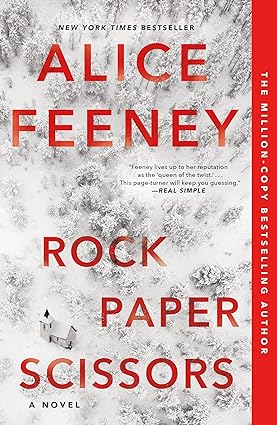 NEW YORK TIMES BESTSELLER
ALICE
FEENEY
"Feeney lives up to her reputation
as the 'queen of the twist.' . . .
This page-turner will keep you guessing."
—REAL SIMPLE
ROCK
PAPER
SCISSORS
A NOVEL
THE MILLION-COPY BESTSELLING AUTHOR